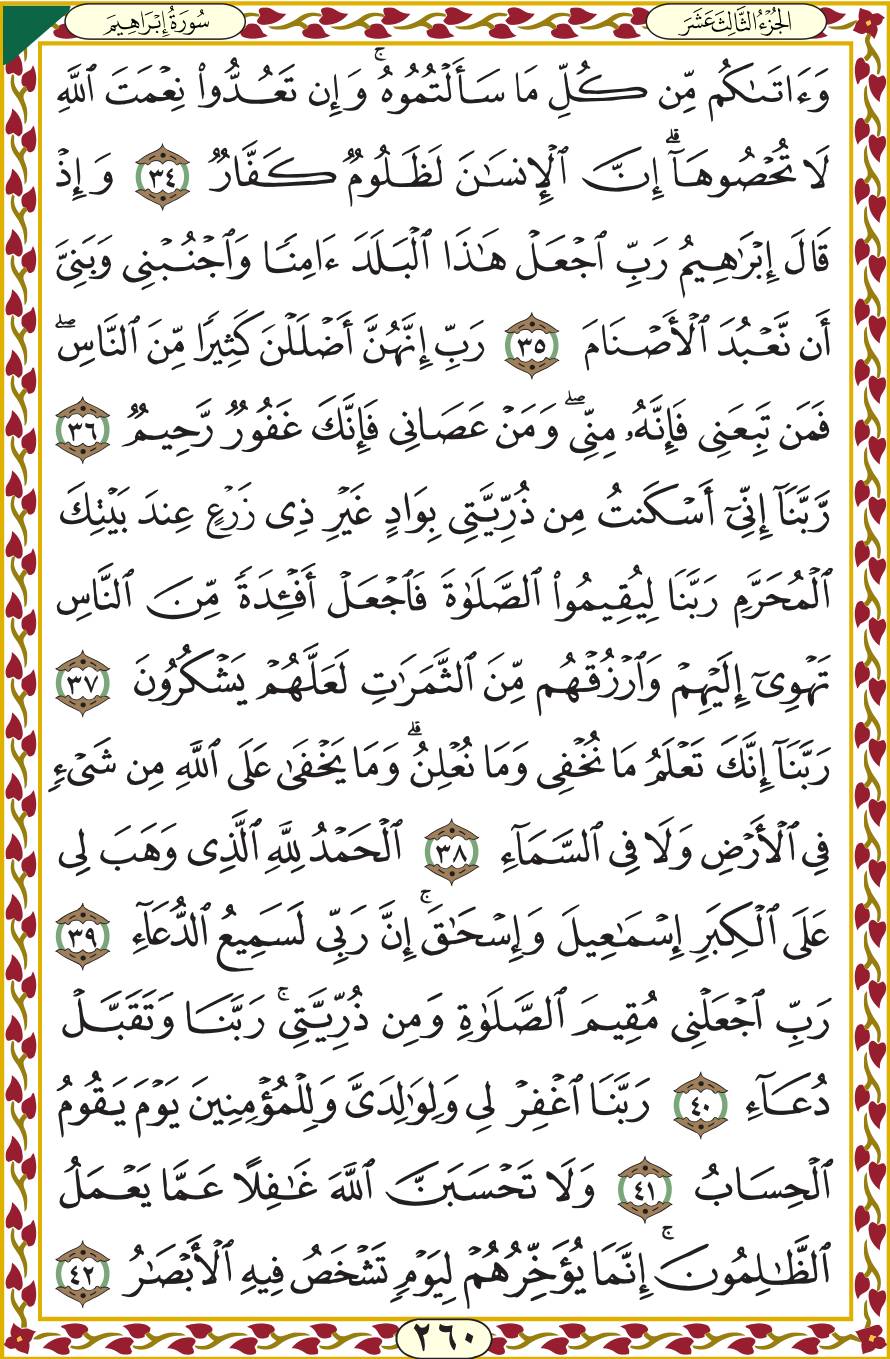 الجُزْءُ الثَّالِثَ عَشَرَ
سُورَةُ إِبْرَاهِيمَ
وَءَاتَىٰكُم مِّن كُلِّ مَا سَأَلْتُمُوهُۚ وَإِن تَعُدُّوا۟ نِعْمَتَ ٱللَّهِ
لَا تُحْصُوهَآۗ إِنَّ ٱلْإِنسَـٰنَ لَظَلُومٌ كَفَّارٌ ٣٤ وَإِذْ
قَالَ إِبْرَٰهِيمُ رَبِّ ٱجْعَلْ هَـٰذَا ٱلْبَلَدَ ءَامِنًا وَٱجْنُبْنِى وَبَنِىَّ
أَن نَّعْبُدَ ٱلْأَصْنَامَ ٣٥ رَبِّ إِنَّهُنَّ أَضْلَلْنَ كَثِيرًا مِّنَ النَّاسِۖ
فَمَن تَبِعَنِى فَإِنَّهُۥ مِنِّىۖ وَمَنْ عَصَانِى فَإِنَّكَ غَفُورٌ رَّحِيمٌ ٣٦
رَّبَّنَآ إِنِّىٓ أَسْكَنتُ مِن ذُرِّيَّتِى بِوَادٍ غَيْرِ ذِى زَرْعٍ عِندَ بَيْتِكَ
ٱلْمُحَرَّمِ رَبَّنَا لِيُقِيمُوا۟ ٱلصَّلَوٰةَ فَٱجْعَلْ أَفْـِٔدَةً مِّنَ ٱلنَّاسِ
تَهْوِىٓ إِلَيْهِمْ وَٱرْزُقْهُم مِّنَ ٱلثَّمَرَٰتِ لَعَلَّهُمْ يَشْكُرُونَ ٣٧
رَبَّنَآ إِنَّكَ تَعْلَمُ مَا نُخْفِى وَمَا نُعْلِنُۗ وَمَا يَخْفَىٰ عَلَى ٱللَّهِ مِن شَىْءٍ
فِى ٱلْأَرْضِ وَلَا فِى ٱلسَّمَآءِ ٣٨ ٱلْحَمْدُ لِلَّهِ ٱلَّذِى وَهَبَ لِى
عَلَى ٱلْكِبَرِ إِسْمَـٰعِيلَ وَإِسْحَـٰقَۚ إِنَّ رَبِّى لَسَمِيعُ ٱلدُّعَآءِ ٣٩
رَبِّ ٱجْعَلْنِى مُقِيمَ ٱلصَّلَوٰةِ وَمِن ذُرِّيَّتِىۚ رَبَّنَا وَتَقَبَّلْ
دُعَآءِ ٤٠ رَبَّنَا ٱغْفِرْ لِى وَلِوَٰلِدَىَّ وَلِلْمُؤْمِنِينَ يَوْمَ يَقُومُ
ٱلْحِسَابُ ٤١ وَلَا تَحْسَبَنَّ ٱللَّهَ غَـٰفِلًا عَمَّا يَعْمَلُ
ٱلظَّـٰلِمُونَۚ إِنَّمَا يُؤَخِّرُهُمْ لِيَوْمٍ تَشْخَصُ فِيهِ ٱلْأَبْصَـٰرُ ٤٢
٢٦٠